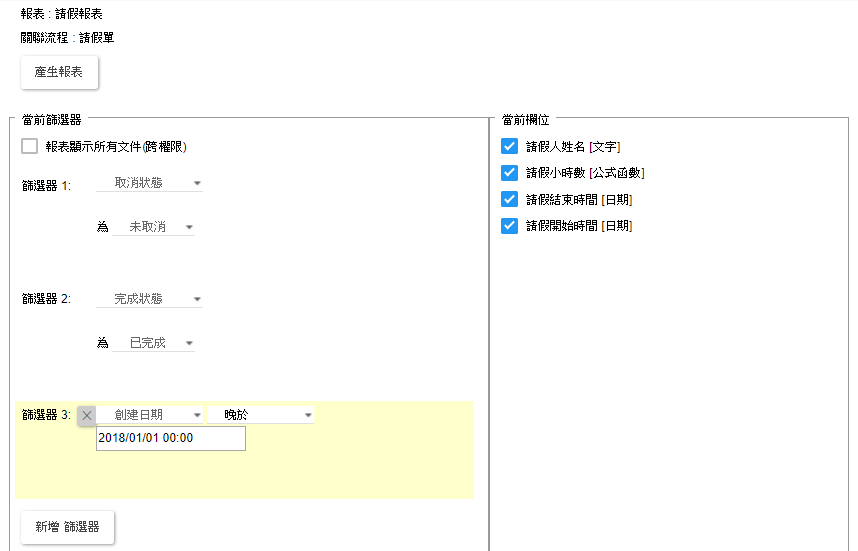 報表 : 請假報表
關聯流程 : 請假單
產生報表
當前篩選器
報表顯示所有文件(跨權限)
篩選器 1: 取消狀態
為 未取消
篩選器 2: 完成狀態
為 已完成
篩選器 3: 創建日期 晚於
2018/01/01 00:00
新增 篩選器
當前欄位
請假人姓名 [文字]
請假小時數 [公式函數]
請假結束時間 [日期]
請假開始時間 [日期]